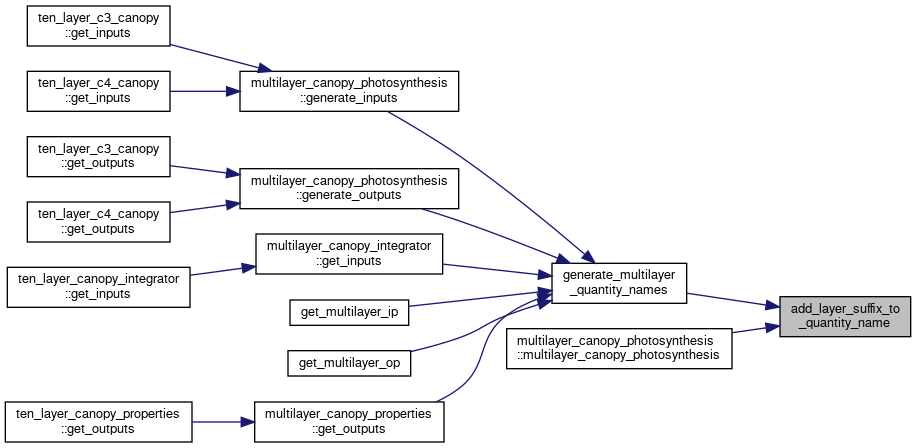 ten_layer_c3_canopy
::get_inputs
ten_layer_c4_canopy
::get_inputs
multilayer_canopy_photosynthesis
::generate_inputs
ten_layer_c3_canopy
::get_outputs
multilayer_canopy_photosynthesis
::generate_outputs
ten_layer_c4_canopy
::get_outputs
multilayer_canopy_integrator
::get_inputs
ten_layer_canopy_integrator
::get_inputs
generate_multilayer
_quantity_names
get_multilayer_ip
add_layer_suffix_to
_quantity_name
multilayer_canopy_photosynthesis
::multilayer_canopy_photosynthesis
get_multilayer_op
ten_layer_canopy_properties
::get_outputs
multilayer_canopy_properties
::get_outputs